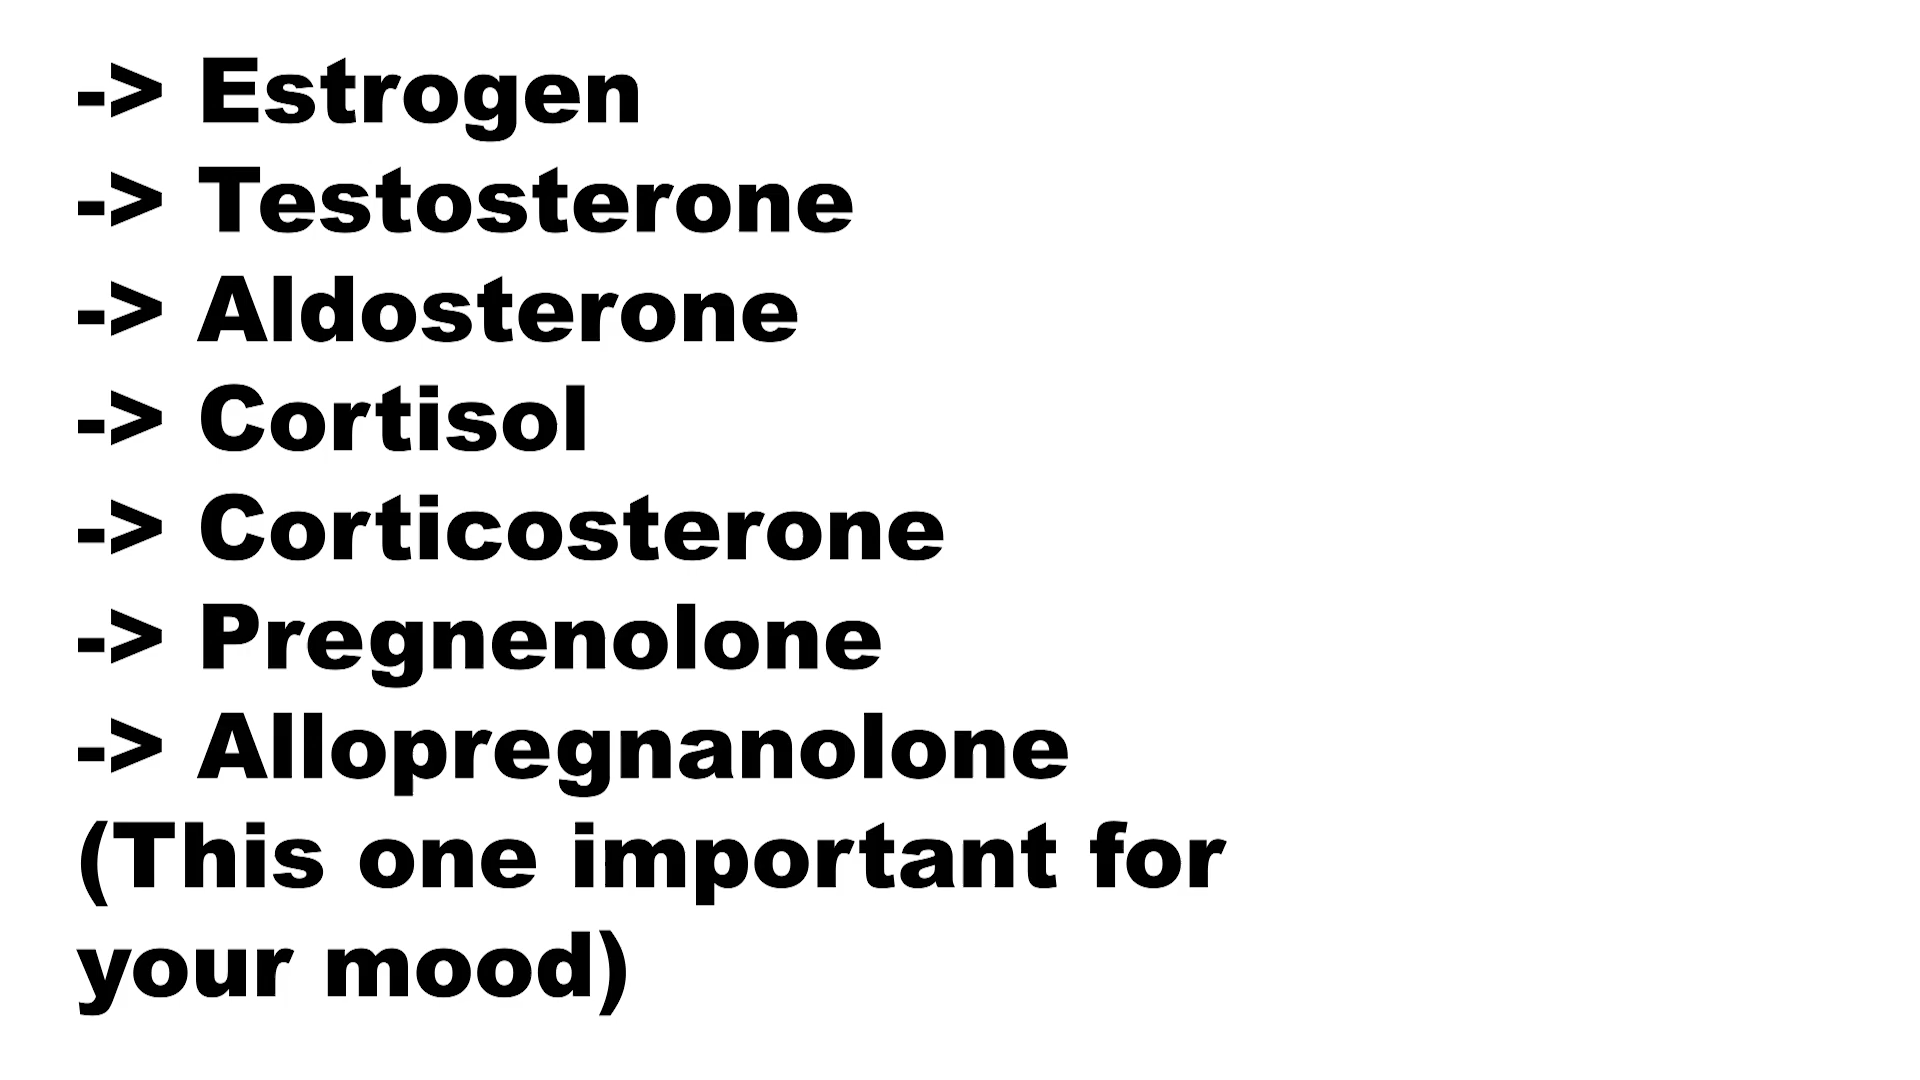 -> Estrogen
-> Testosterone
-> Aldosterone
-> Cortisol
-> Corticosterone
-> Pregnenolone
-> Allopregnanolone
(This one important for
your mood)